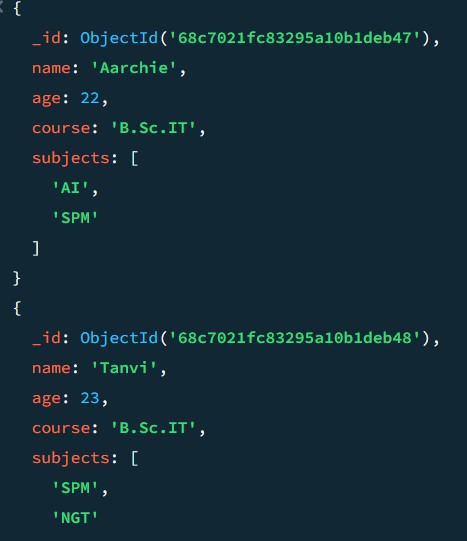 {
_id: ObjectId('68c7021fc83295a10b1deb47'),
name: 'Aarchie',
age: 22,
course: 'B.Sc.IT',
subjects: [
'AI',
'SPM'
]
}
{
_id: ObjectId('68c7021fc83295a10b1deb48'),
name: 'Tanvi',
age: 23,
course: 'B.Sc.IT',
subjects: [
'SPM',
'NGT'